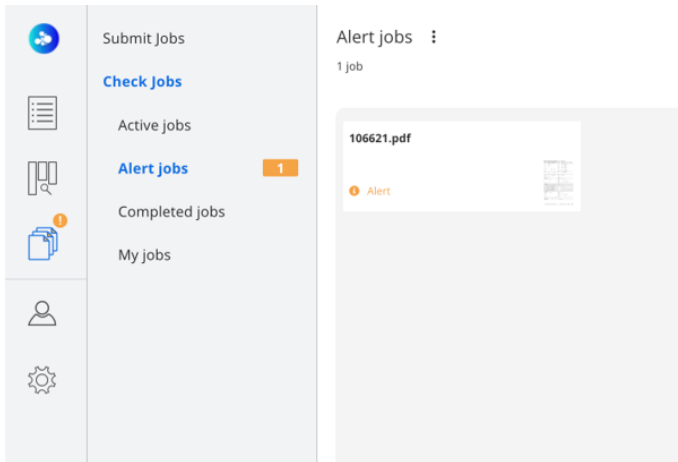 Submit Jobs
Check Jobs
Active jobs
Alert jobs 1
Completed jobs
My jobs
Alert jobs
1 job
106621.pdf
Alert